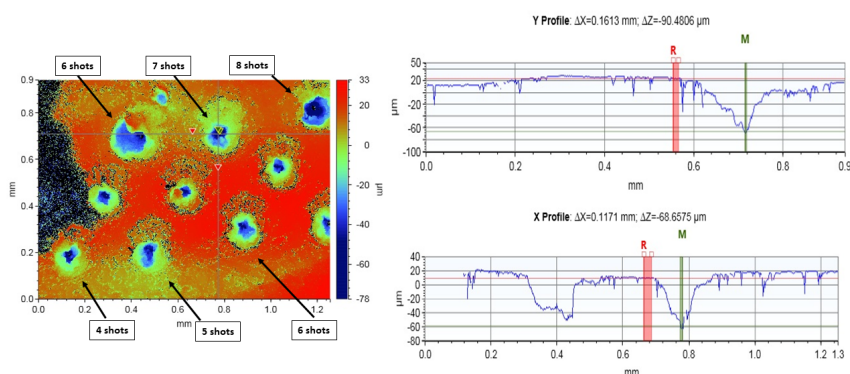 6 shots
7 shots
8 shots
0.9
0.8
0.6
0.4
0.2
0.0
mm
0.0 0.2 0.4 0.6 0.8 1.0 1.2
mm
33
20
0
-20
-40
-60
-78
µm
4 shots
5 shots
6 shots
Y Profile: ΔX=0.1613 mm; ΔZ=-90.4806 µm
R
M
50
20
-20
-60
-100
µm
0.0 0.2 0.4 0.6 0.8 0.9
mm
X Profile: ΔX=0.1171 mm; ΔZ=-68.6575 µm
R
M
40
20
0
-20
-40
-60
-80
µm
0.0 0.2 0.4 0.6 0.8 1.0 1.2 1.3
mm